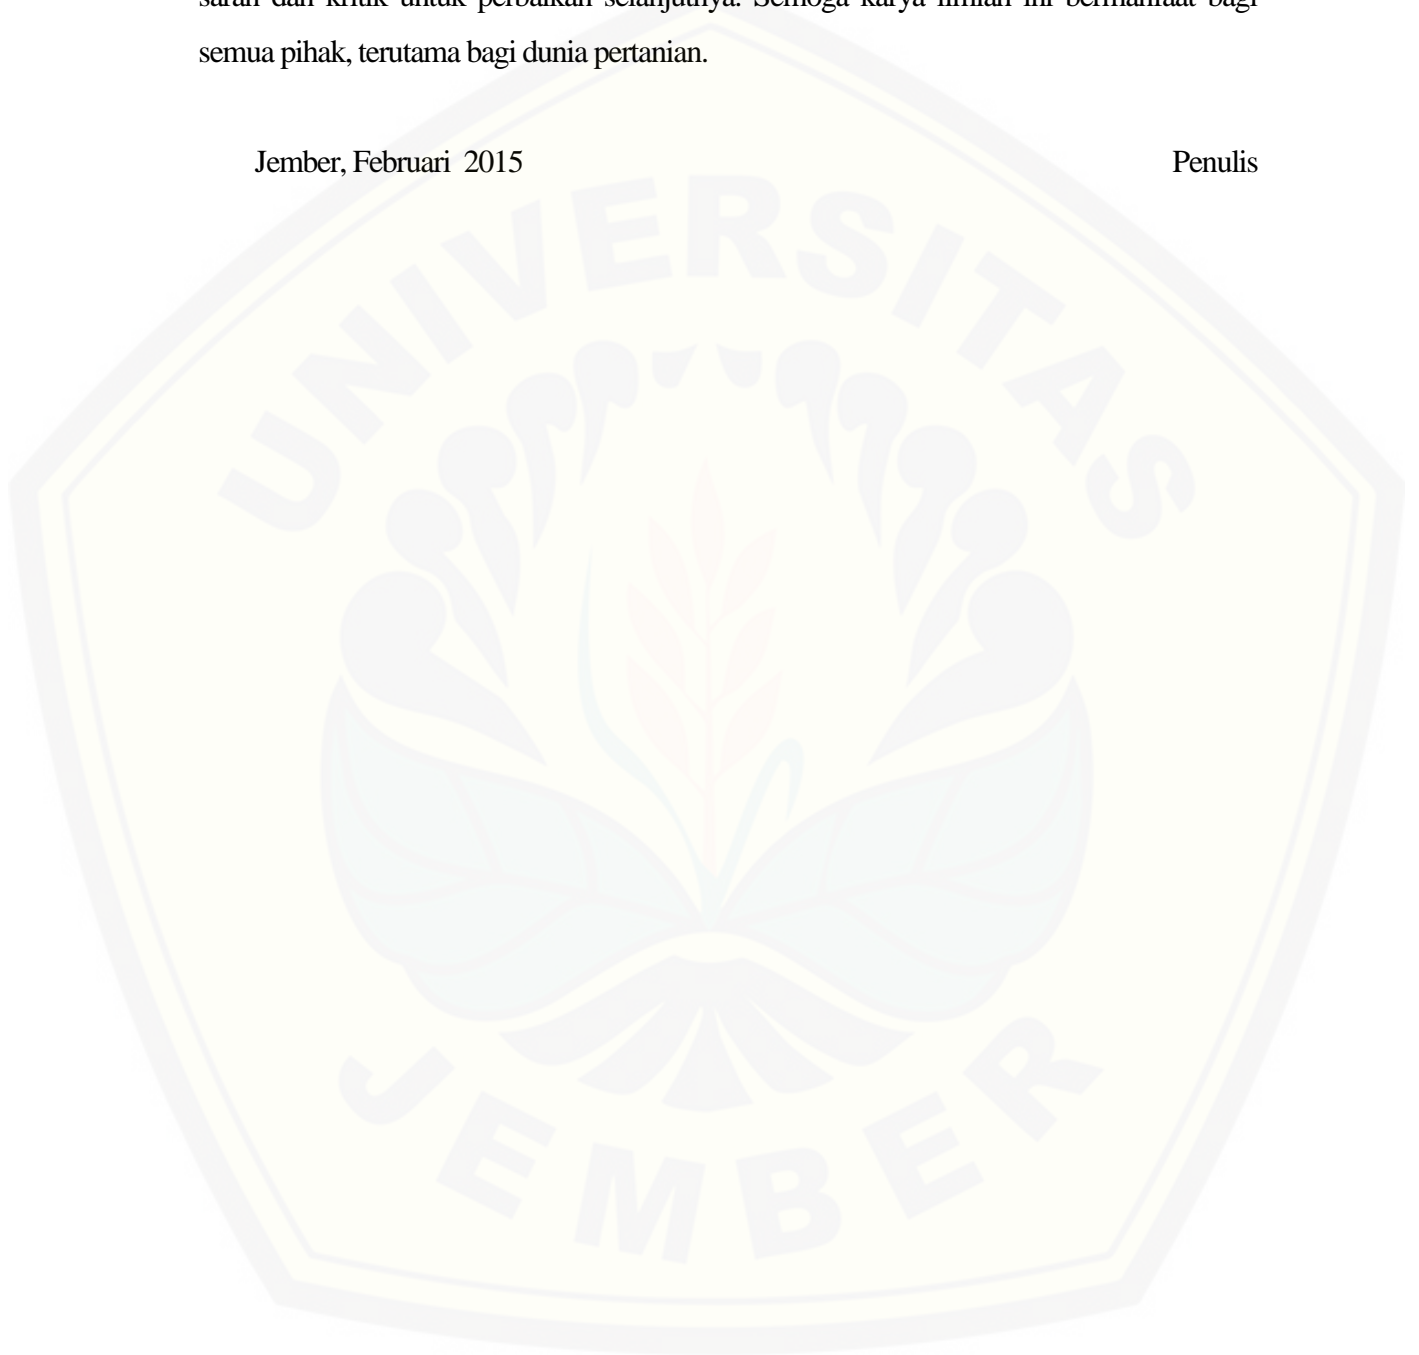 saran dan kritik untuk perbaikan selanjutnya. Semoga karya ilmiah ini bermanfaat bagi
semua pihak, terutama bagi dunia pertanian.
Jember, Februari 2015 Penulis
UNIVERSITAS
JEMBER